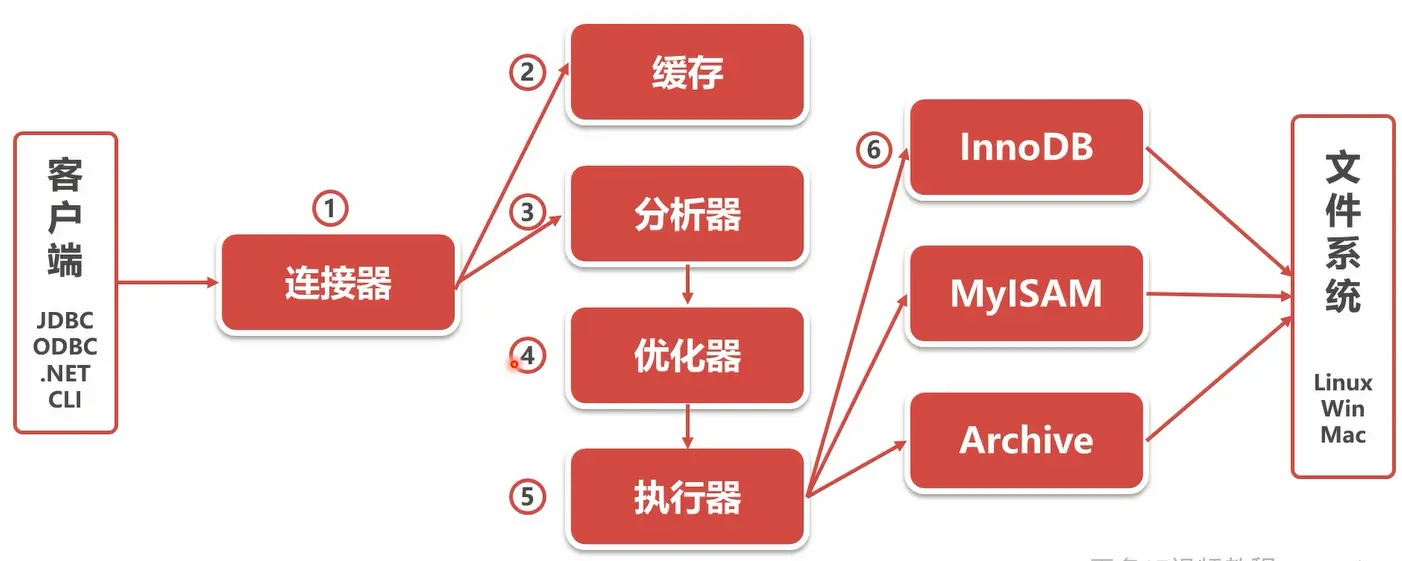 客户端
JDBC
ODBC
.NET
CLI
①
连接器
②
缓存
③
分析器
④
优化器
⑤
执行器
⑥
InnoDB
MyISAM
Archive
文件系统
Linux
Win
Mac